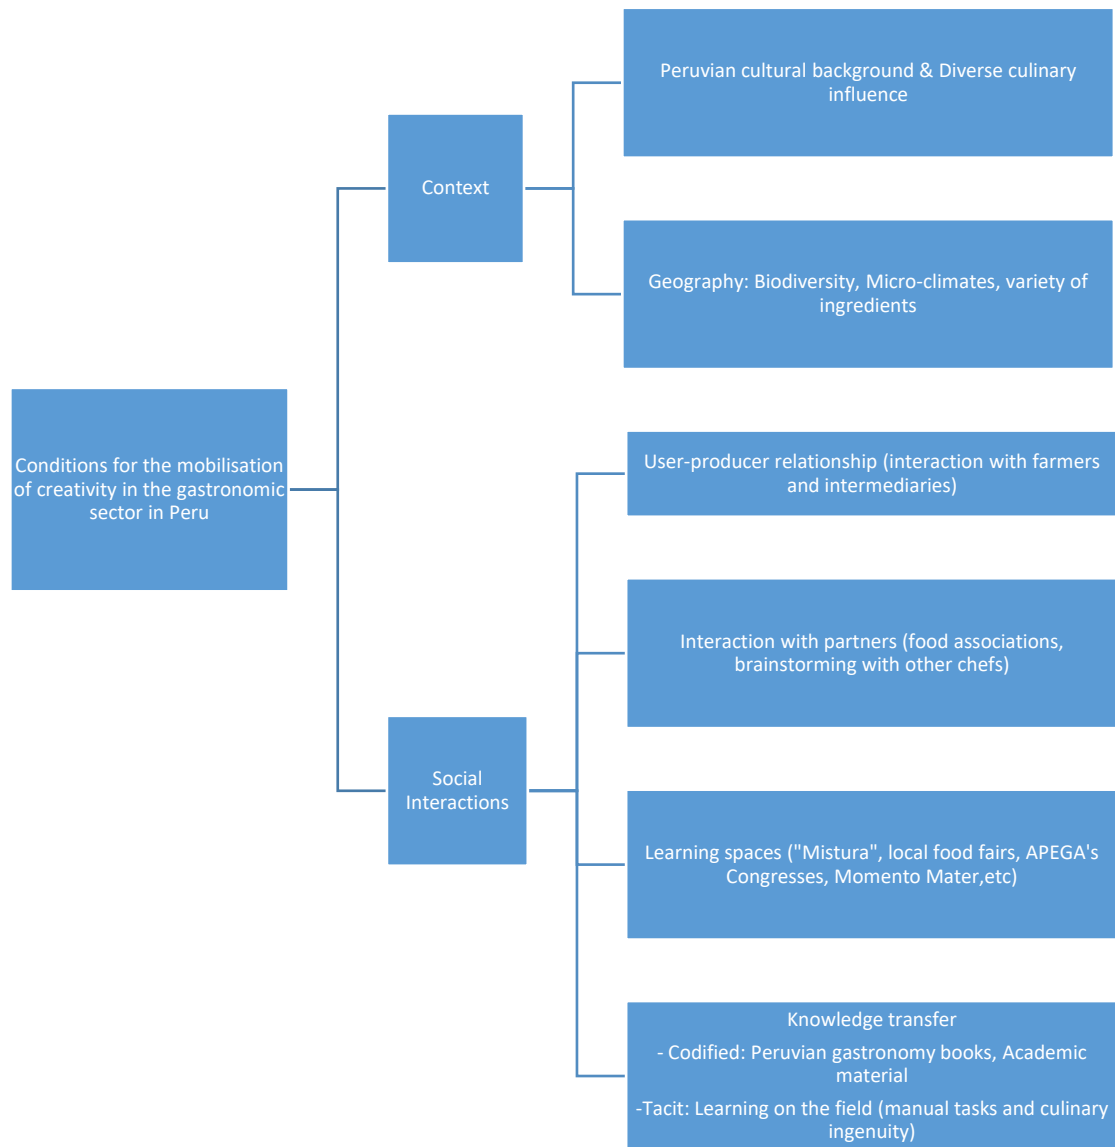 Conditions for the mobilisation
of creativity in the gastronomic
sector in Peru
Context
Peruvian cultural background & Diverse culinary
influence
Geography: Biodiversity, Micro-climates, variety of
ingredients
Social
Interactions
User-producer relationship (interaction with farmers
and intermediaries)
Interaction with partners (food associations,
brainstorming with other chefs)
Learning spaces ("Mistura", local food fairs, APEGA's
Congresses, Momento Mater,etc)
Knowledge transfer
- Codified: Peruvian gastronomy books, Academic
material
-Tacit: Learning on the field (manual tasks and culinary
ingenuity)